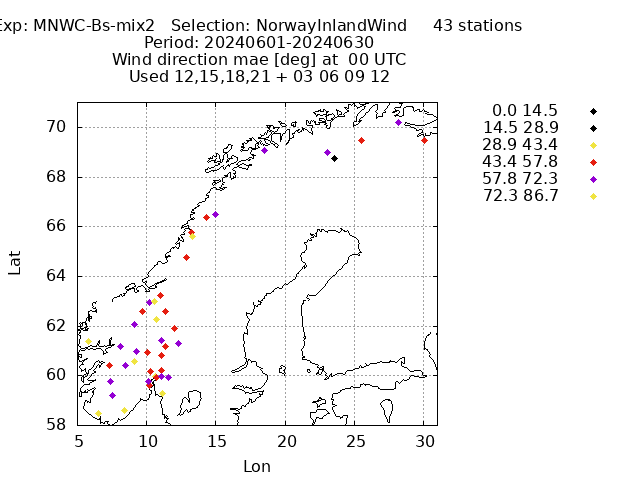 Exp: MNWC-Bs-mix2 Selection: NorwayInlandWind 43 stations
Period: 20240601-20240630
Wind direction mae [deg] at 00 UTC
Used 12,15,18,21 + 03 06 09 12
0.0 14.5
14.5 28.9
28.9 43.4
43.4 57.8
57.8 72.3
72.3 86.7
70
68
66
64
62
60
58
Lat
5 10 15 20 25 30
Lon